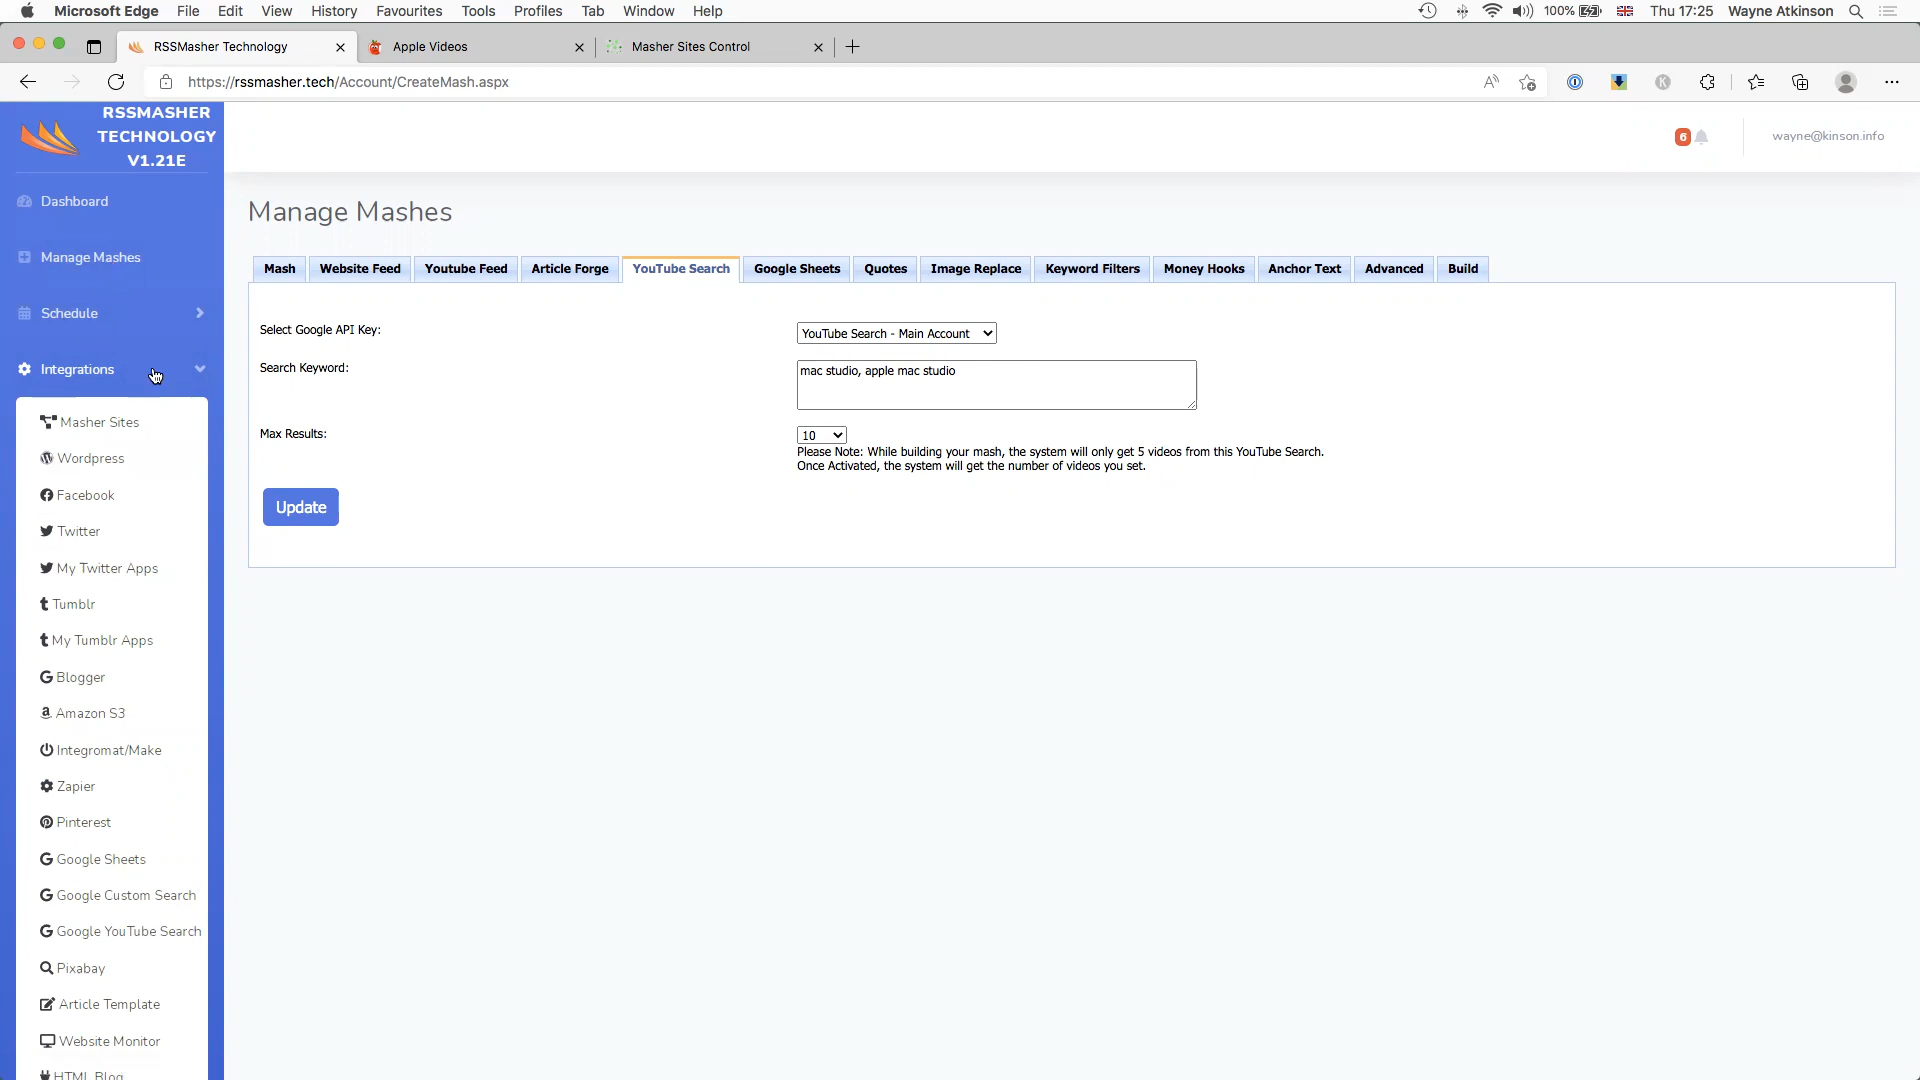 Microsoft Edge File Edit View History Favourites Tools Profiles Tab Window Help 100% Thu 17:25 Wayne Atkinson
RSSMasher Technology Apple Videos Masher Sites Control
https://rssmasher.tech/Account/CreateMash.aspx
RSSMASHER
TECHNOLOGY
V1.21E
6 wayne@kinson.info
Dashboard
Manage Mashes
Schedule
Integrations
Masher Sites
Wordpress
Facebook
Twitter
My Twitter Apps
Tumblr
My Tumblr Apps
Blogger
Amazon S3
Integromat/Make
Zapier
Pinterest
Google Sheets
Google Custom Search
Google YouTube Search
Pixabay
Article Template
Website Monitor
HTML Blog
Manage Mashes
Mash Website Feed Youtube Feed Article Forge YouTube Search Google Sheets Quotes Image Replace Keyword Filters Money Hooks Anchor Text Advanced Build
Select Google API Key: YouTube Search - Main Account
Search Keyword: mac studio, apple mac studio
Max Results: 10
Please Note: While building your mash, the system will only get 5 videos from this YouTube Search.
Once Activated, the system will get the number of videos you set.
Update